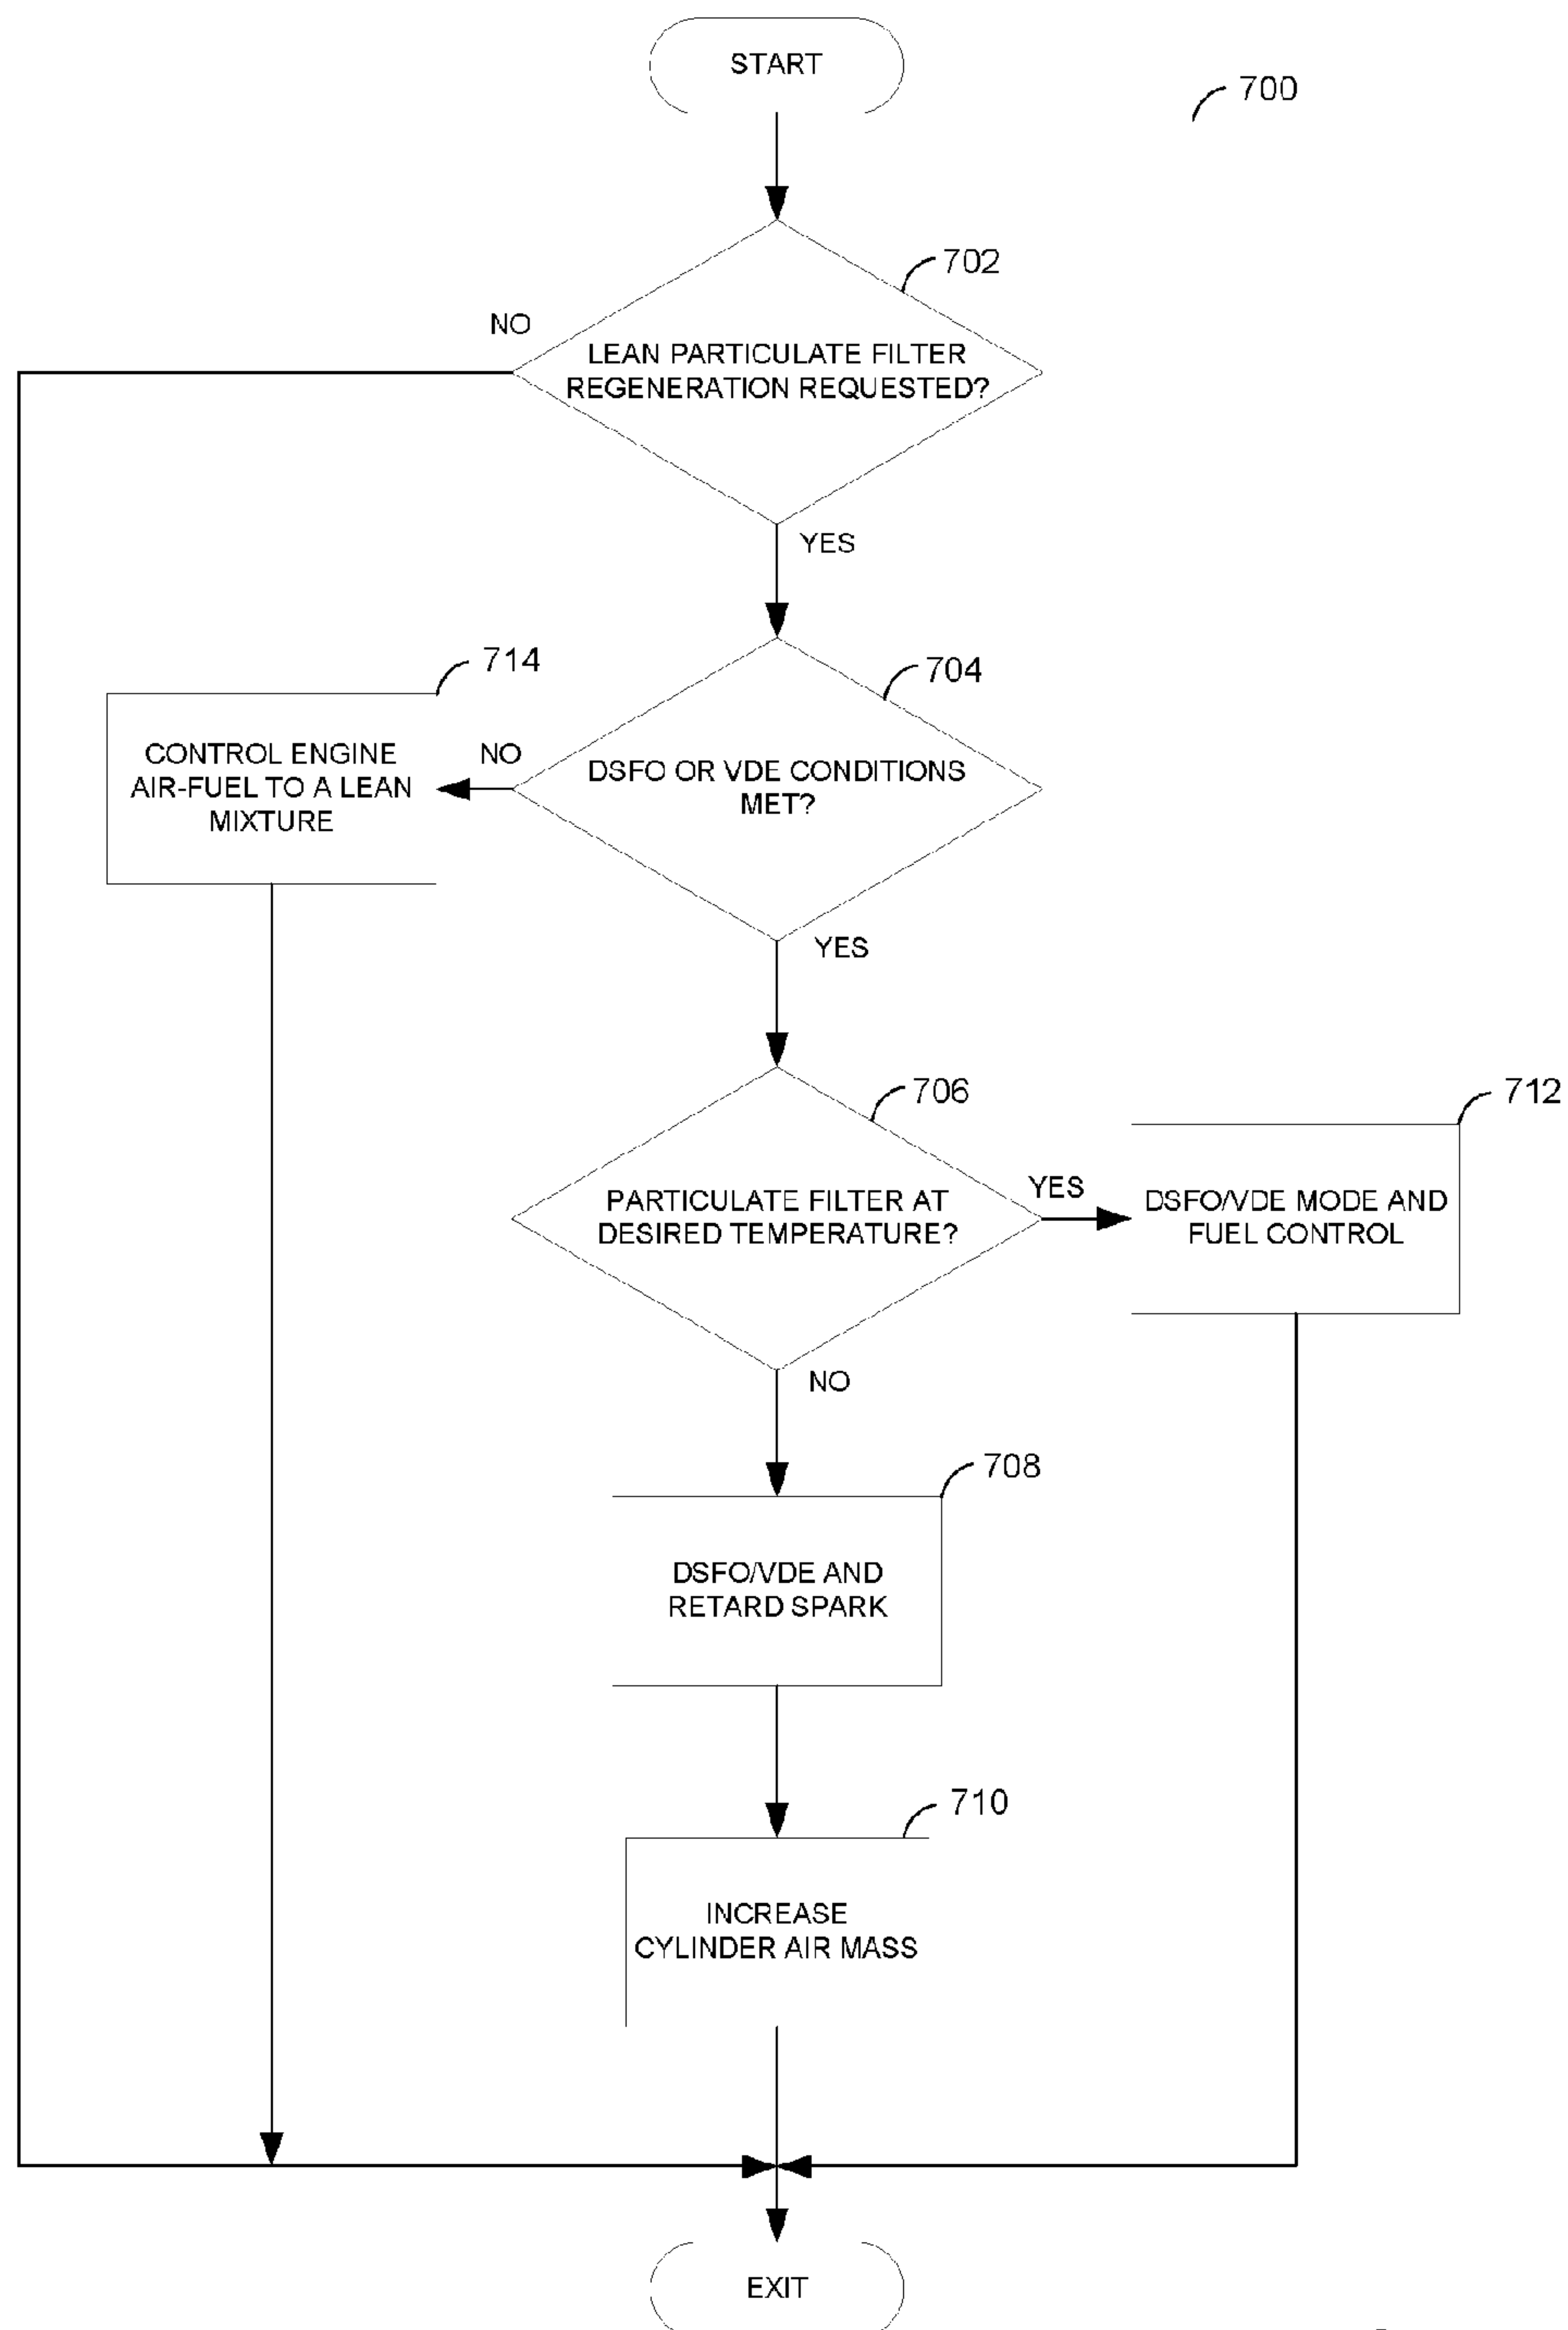 START
700
702
NO
LEAN PARTICULATE FILTER
REGENERATION REQUESTED?
YES
714
704
CONTROL ENGINE
AIR-FUEL TO A LEAN
MIXTURE
NO
DSFO OR VDE CONDITIONS
MET?
YES
706
712
PARTICULATE FILTER AT
DESIRED TEMPERATURE?
YES
DSFO/VDE MODE AND
FUEL CONTROL
NO
708
DSFO/VDE AND
RETARD SPARK
710
INCREASE
CYLINDER AIR MASS
EXIT